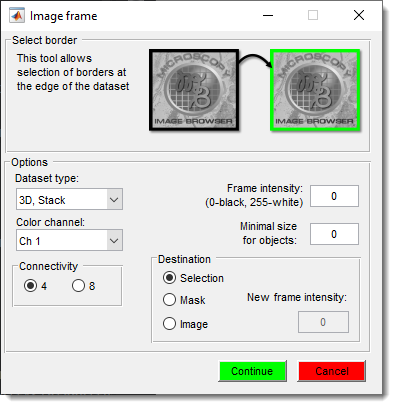 Image frame
Select border
This tool allows
selection of borders at
the edge of the dataset
MICROSCOPY
IMAGE BROWSER
MICROSCOPY
IMAGE BROWSER
Options
Dataset type:
3D, Stack
Frame intensity:
(0-black, 255-white)
0
Color channel:
Ch 1
Minimal size
for objects:
0
Connectivity
4
8
Destination
Selection
Mask
New frame intensity:
Image
0
Continue
Cancel